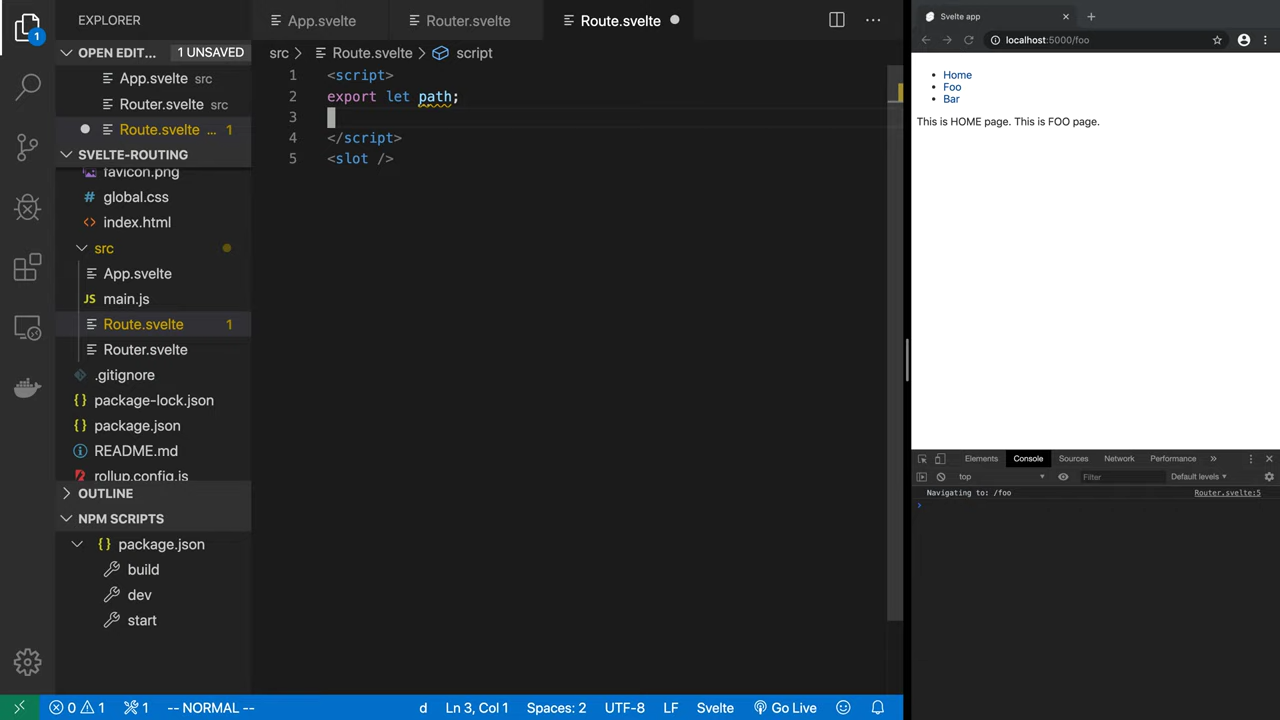 EXPLORER
OPEN EDIT... 1 UNSAVED
App.svelte src
Router.svelte src
Route.svelte ... 1
SVELTE-ROUTING
favicon.png
# global.css
<> index.html
src
App.svelte
JS main.js
Route.svelte 1
Router.svelte
.gitignore
{} package-lock.json
{} package.json
README.md
rollup.config.js
OUTLINE
NPM SCRIPTS
{} package.json
build
dev
start
1
App.svelte Router.svelte Route.svelte
src > Route.svelte > script
1 <script>
2 export let path;
3
4 </script>
5 <slot />
0 1 1 -- NORMAL -- d Ln 3, Col 1 Spaces: 2 UTF-8 LF Svelte Go Live
Svelte app
localhost:5000/foo
Home
Foo
Bar
This is HOME page. This is FOO page.
Elements Console Sources Network Performance »
top Filter Default levels
Navigating to: /foo Router.svelte:5
>